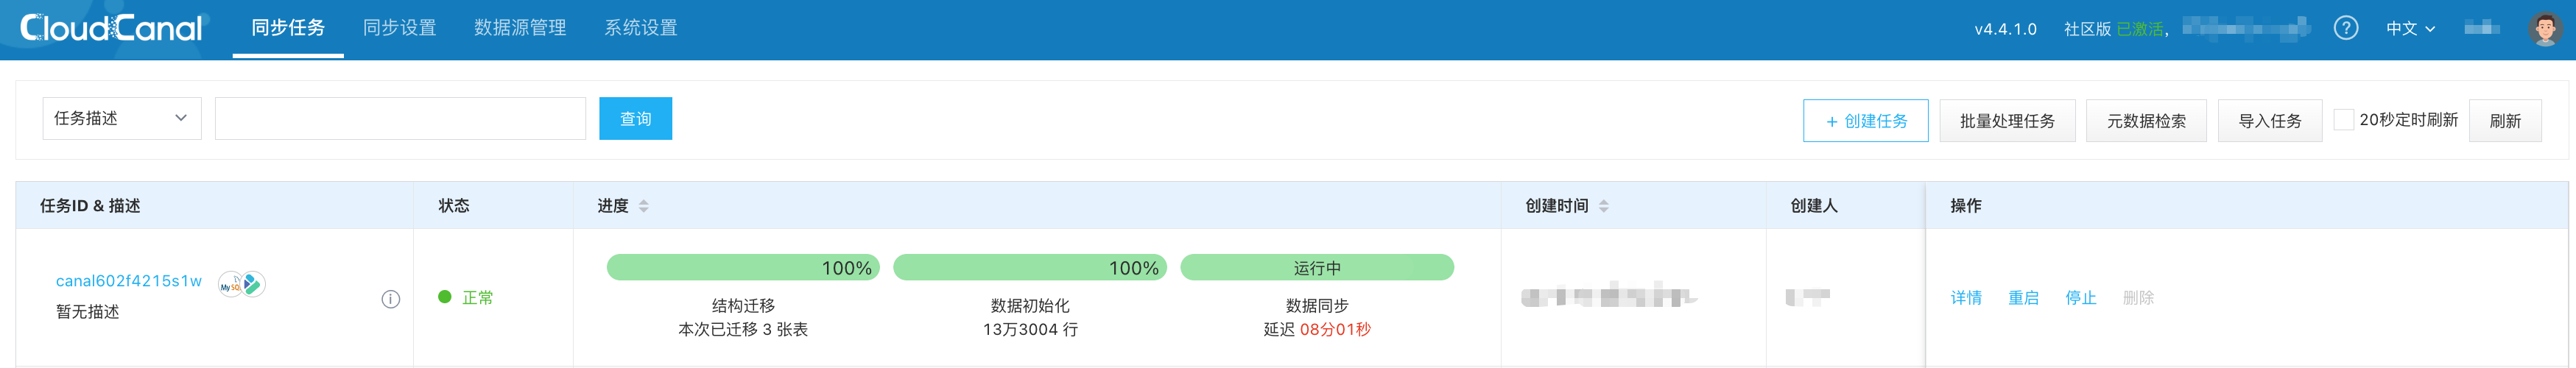 CloudCanal 同步任务 同步设置 数据源管理 系统设置 v4.4.1.0 社区版 已激活, ? 中文
任务描述 查询 + 创建任务 批量处理任务 元数据检索 导入任务 20秒定时刷新 刷新
任务ID & 描述 状态 进度 创建时间 创建人 操作
100% 100% 运行中
canal602f4215s1w MySQL
暂无描述
正常
结构迁移 数据初始化 数据同步
本次已迁移 3 张表 13万3004 行 延迟 08分01秒
详情 重启 停止 删除